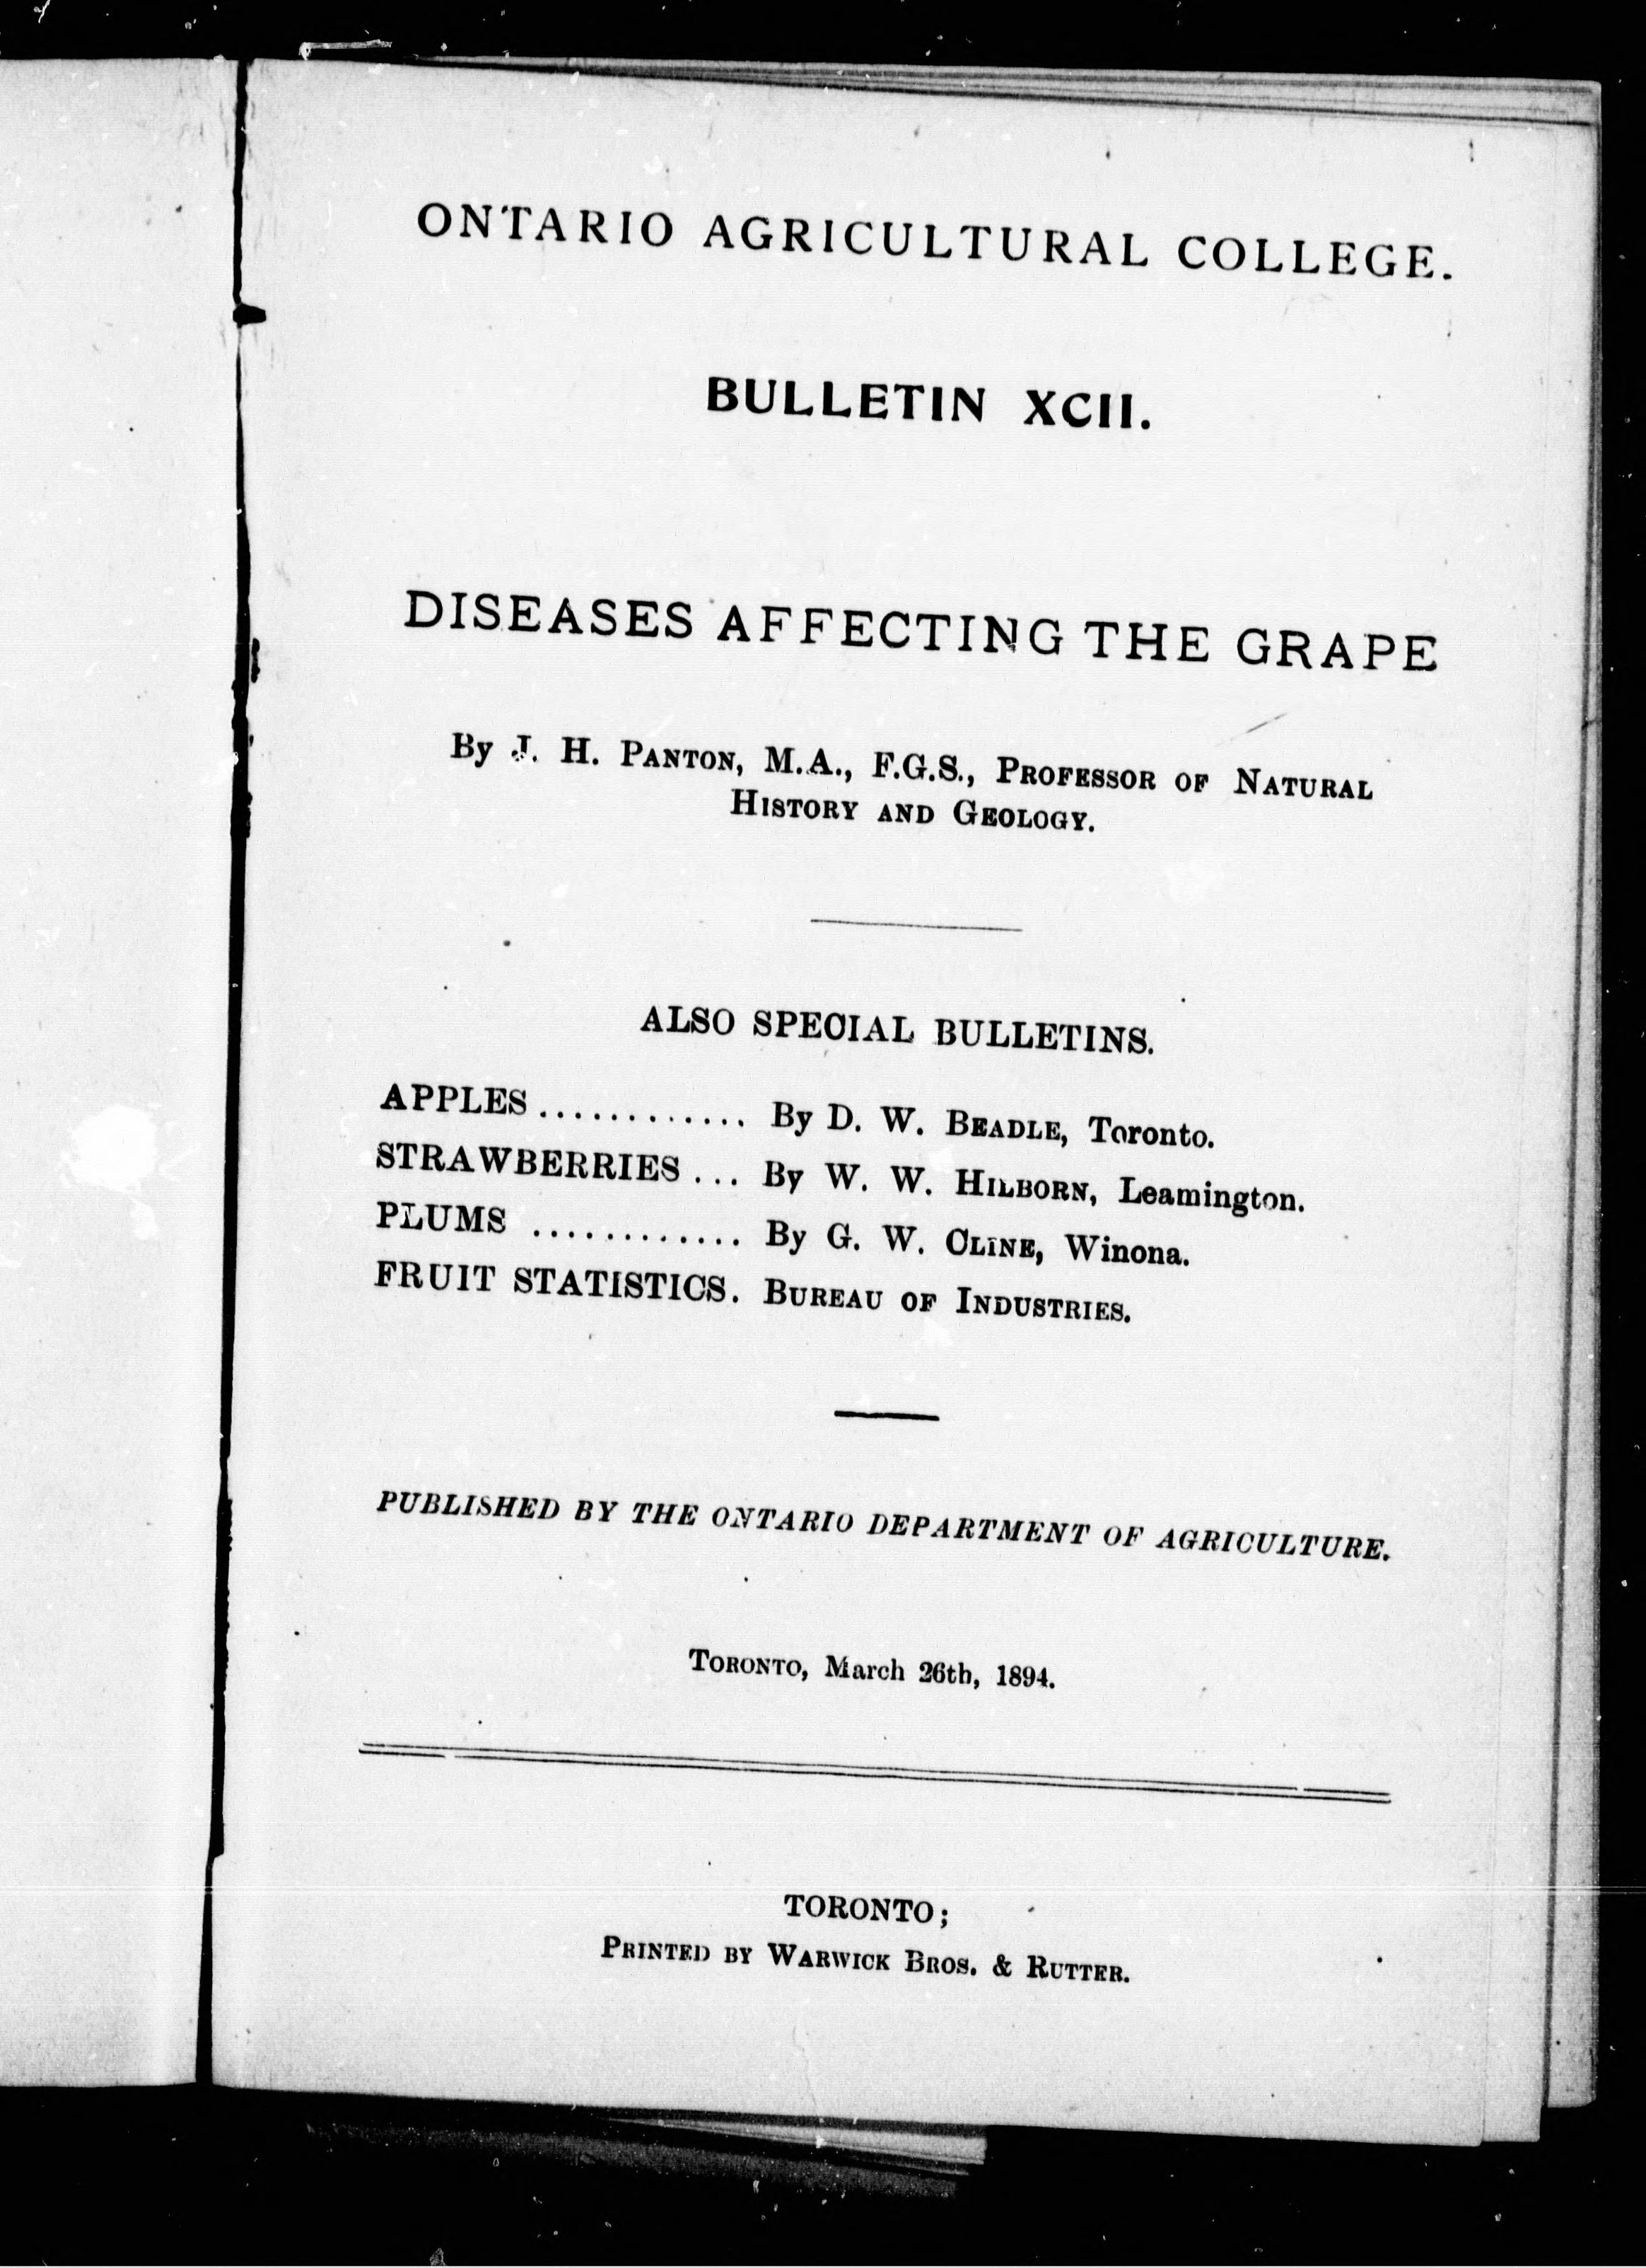 ONTARIO AGRICULTURAL COLLEGE.
BULLETIN XCII.
DISEASES AFFECTING THE GRAPE
By J. H. PANTON, M.A., F.G.S., PROFESSOR OF NATURAL
HISTORY AND GEOLOGY.
ALSO SPECIAL BULLETINS.
APPLES ............ By D. W. BEADLE, Toronto.
STRAWBERRIES ... By W. W. HILBORN, Leamington.
PLUMS ............ By G. W. CLINE, Winona.
FRUIT STATISTICS. BUREAU OF INDUSTRIES.
PUBLISHED BY THE ONTARIO DEPARTMENT OF AGRICULTURE.
TORONTO, March 26th, 1894.
TORONTO;
PRINTED BY WARWICK BROS. & RUTTER.